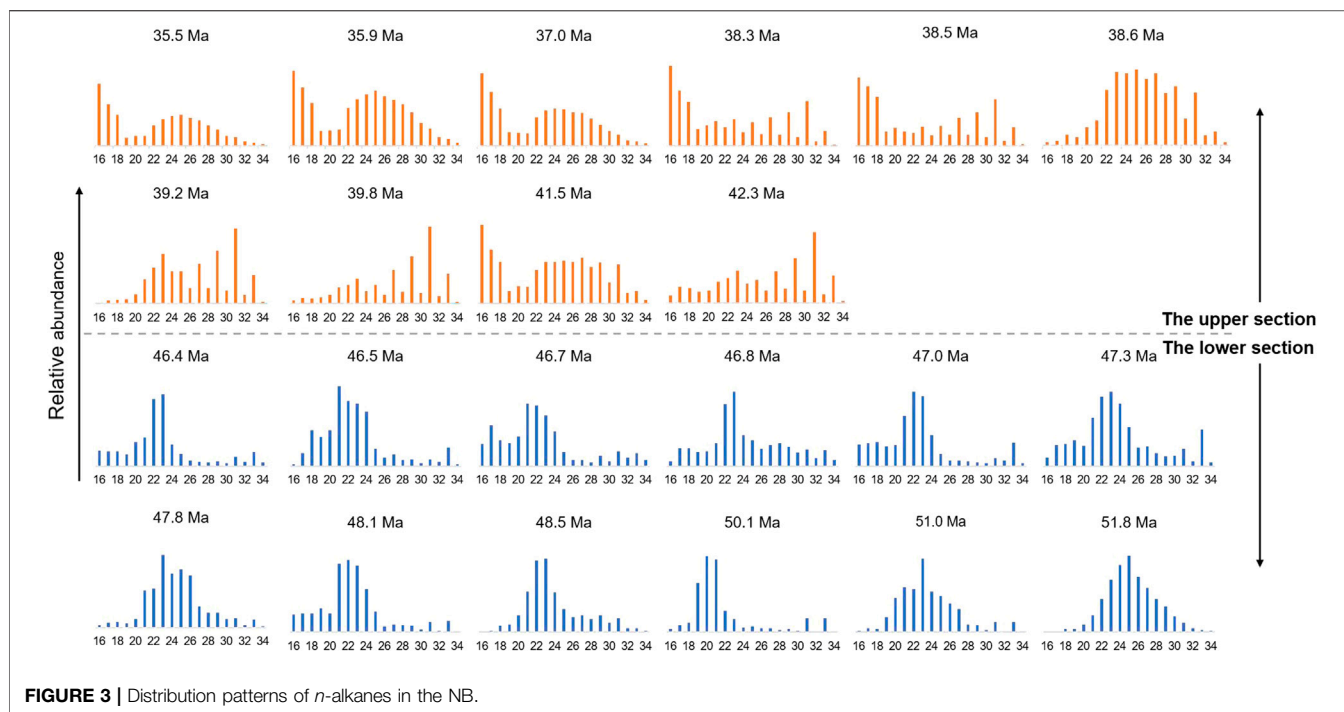 35.5 Ma 35.9 Ma 37.0 Ma 38.3 Ma 38.5 Ma 38.6 Ma
16 18 20 22 24 26 28 30 32 34 16 18 20 22 24 26 28 30 32 34 16 18 20 22 24 26 28 30 32 34 16 18 20 22 24 26 28 30 32 34 16 18 20 22 24 26 28 30 32 34 16 18 20 22 24 26 28 30 32 34
39.2 Ma 39.8 Ma 41.5 Ma 42.3 Ma
16 18 20 22 24 26 28 30 32 34 16 18 20 22 24 26 28 30 32 34 16 18 20 22 24 26 28 30 32 34 16 18 20 22 24 26 28 30 32 34
Relative abundance
The upper section
The lower section
46.4 Ma 46.5 Ma 46.7 Ma 46.8 Ma 47.0 Ma 47.3 Ma
16 18 20 22 24 26 28 30 32 34 16 18 20 22 24 26 28 30 32 34 16 18 20 22 24 26 28 30 32 34 16 18 20 22 24 26 28 30 32 34 16 18 20 22 24 26 28 30 32 34 16 18 20 22 24 26 28 30 32 34
47.8 Ma 48.1 Ma 48.5 Ma 50.1 Ma 51.0 Ma 51.8 Ma
16 18 20 22 24 26 28 30 32 34 16 18 20 22 24 26 28 30 32 34 16 18 20 22 24 26 28 30 32 34 16 18 20 22 24 26 28 30 32 34 16 18 20 22 24 26 28 30 32 34 16 18 20 22 24 26 28 30 32 34
FIGURE 3 | Distribution patterns of n-alkanes in the NB.